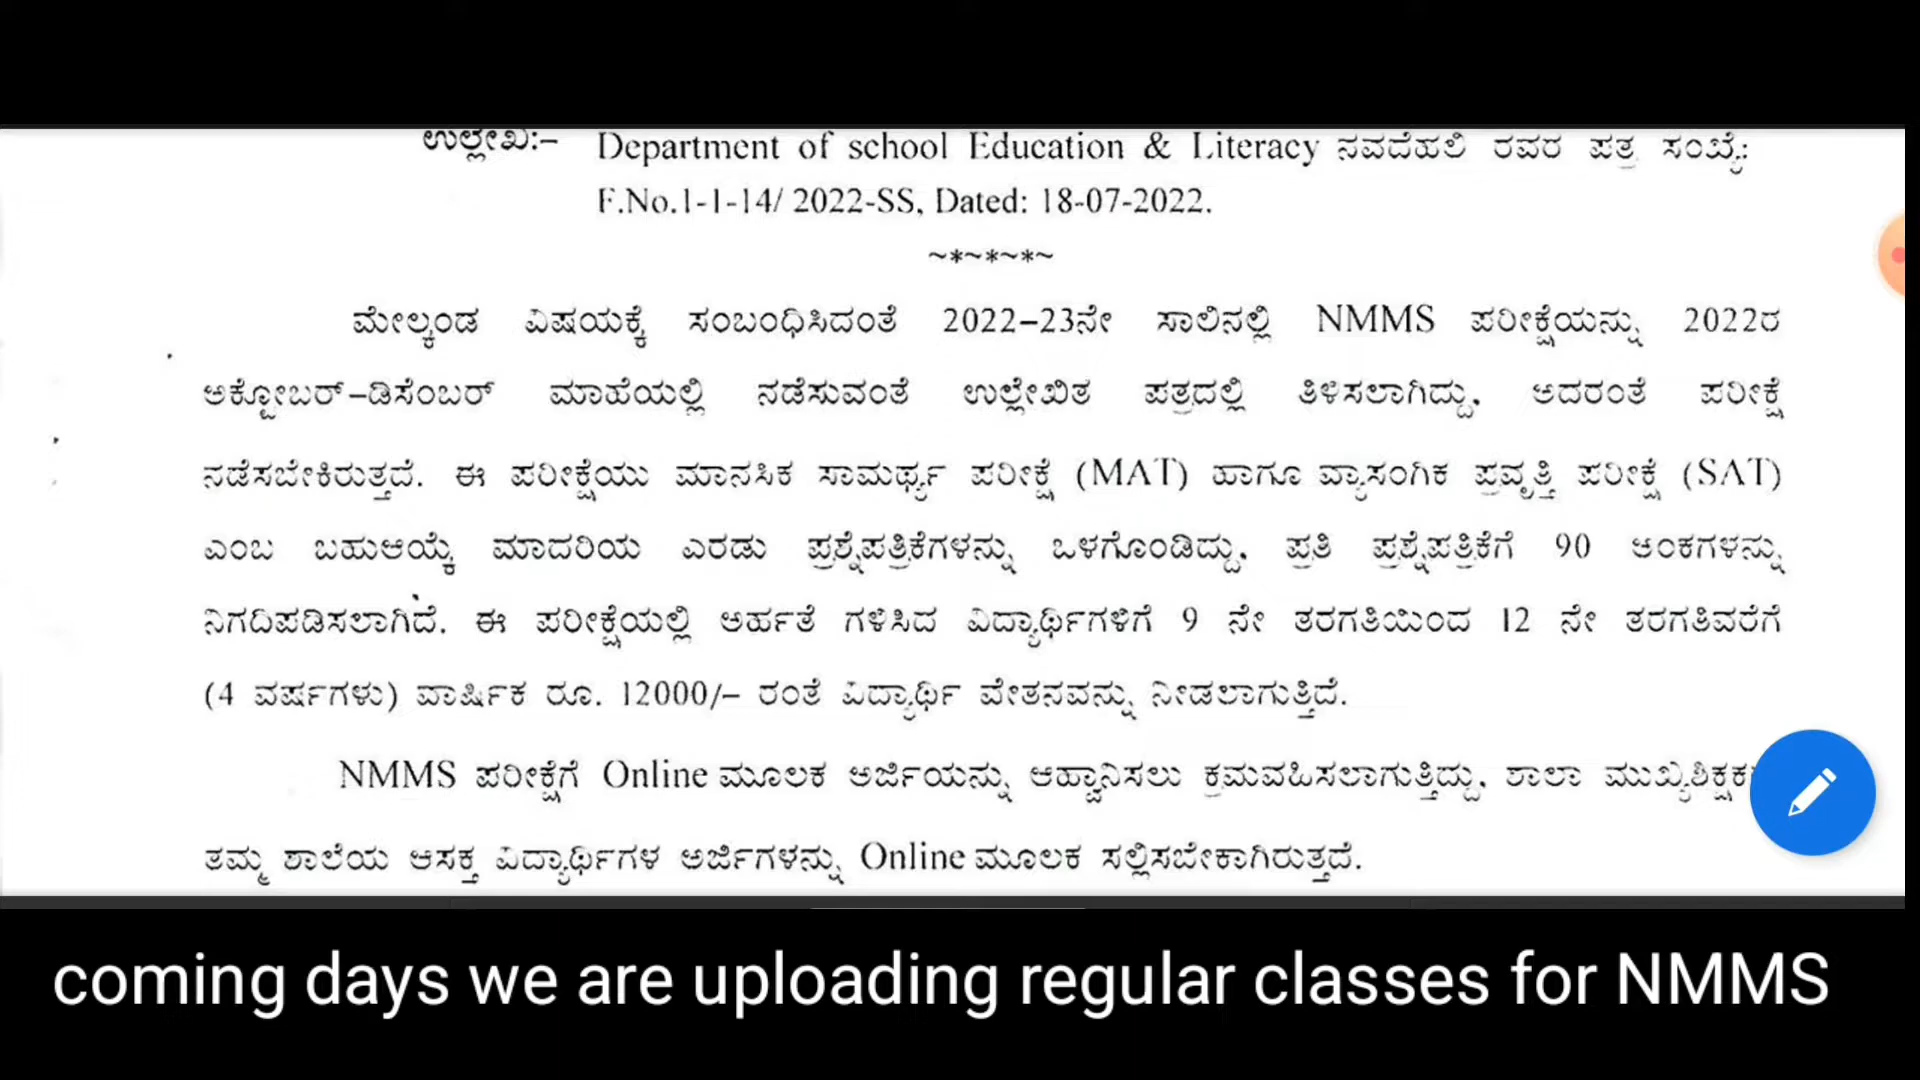 ಉಲ್ಲೇಖ:– Department of school Education & Literacy ನವದೆಹಲಿ ರವರ ಪತ್ರ ಸಂಖ್ಯೆ:
F.No.1-1-14/ 2022-SS, Dated: 18-07-2022.
~*~*~*~
ಮೇಲ್ಕಂಡ ವಿಷಯಕ್ಕೆ ಸಂಬಂಧಿಸಿದಂತೆ 2022–23ನೇ ಸಾಲಿನಲ್ಲಿ NMMS ಪರೀಕ್ಷೆಯನ್ನು 2022ರ
ಅಕ್ಟೋಬರ್–ಡಿಸೆಂಬರ್ ಮಾಹೆಯಲ್ಲಿ ನಡೆಸುವಂತೆ ಉಲ್ಲೇಖಿತ ಪತ್ರದಲ್ಲಿ ತಿಳಿಸಲಾಗಿದ್ದು, ಅದರಂತೆ ಪರೀಕ್ಷೆ
ನಡೆಸಬೇಕಿರುತ್ತದೆ. ಈ ಪರೀಕ್ಷೆಯು ಮಾನಸಿಕ ಸಾಮರ್ಥ್ಯ ಪರೀಕ್ಷೆ (MAT) ಹಾಗೂ ವ್ಯಾಸಂಗಿಕ ಪ್ರವೃತ್ತಿ ಪರೀಕ್ಷೆ (SAT)
ಎಂಬ ಬಹುಆಯ್ಕೆ ಮಾದರಿಯ ಎರಡು ಪ್ರಶ್ನೆಪತ್ರಿಕೆಗಳನ್ನು ಒಳಗೊಂಡಿದ್ದು, ಪ್ರತಿ ಪ್ರಶ್ನೆಪತ್ರಿಕೆಗೆ 90 ಅಂಕಗಳನ್ನು
ನಿಗದಿಪಡಿಸಲಾಗಿದೆ. ಈ ಪರೀಕ್ಷೆಯಲ್ಲಿ ಅರ್ಹತೆ ಗಳಿಸಿದ ವಿದ್ಯಾರ್ಥಿಗಳಿಗೆ 9 ನೇ ತರಗತಿಯಿಂದ 12 ನೇ ತರಗತಿವರೆಗೆ
(4 ವರ್ಷಗಳು) ವಾರ್ಷಿಕ ರೂ. 12000/– ರಂತೆ ವಿದ್ಯಾರ್ಥಿ ವೇತನವನ್ನು ನೀಡಲಾಗುತ್ತಿದೆ.
NMMS ಪರೀಕ್ಷೆಗೆ Online ಮೂಲಕ ಅರ್ಜಿಯನ್ನು ಆಹ್ವಾನಿಸಲು ಕ್ರಮವಹಿಸಲಾಗುತ್ತಿದ್ದು, ಶಾಲಾ
ತಮ್ಮ ಶಾಲೆಯ ಆಸಕ್ತ ವಿದ್ಯಾರ್ಥಿಗಳ ಅರ್ಜಿಗಳನ್ನು Online ಮೂಲಕ ಸಲ್ಲಿಸಬೇಕಾಗಿರುತ್ತದೆ.
coming days we are uploading regular classes for NMMS